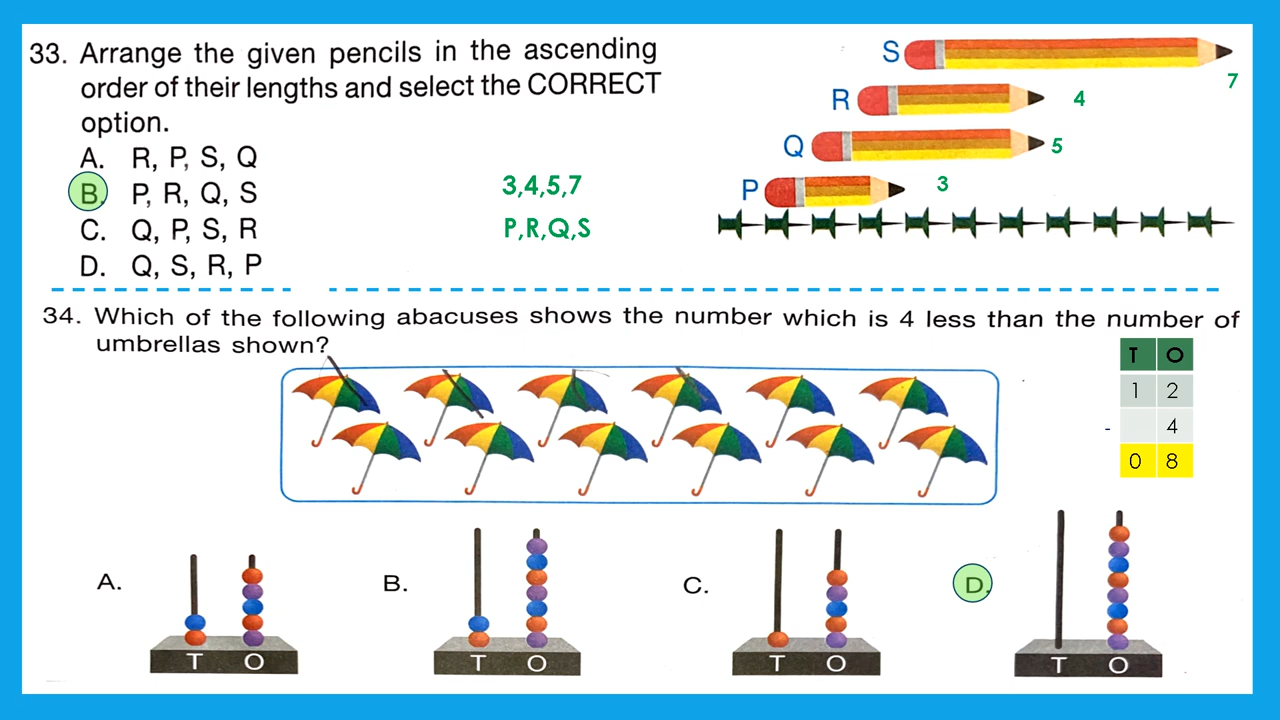 33. Arrange the given pencils in the ascending
order of their lengths and select the CORRECT
option.
A. R, P, S, Q
B. P, R, Q, S
C. Q, P, S, R
D. Q, S, R, P
3,4,5,7
P,R,Q,S
S
7
R
4
Q
5
P
3
34. Which of the following abacuses shows the number which is 4 less than the number of
umbrellas shown?
T O
1 2
- 4
0 8
A.
T O
B.
T O
C.
T O
D.
T O